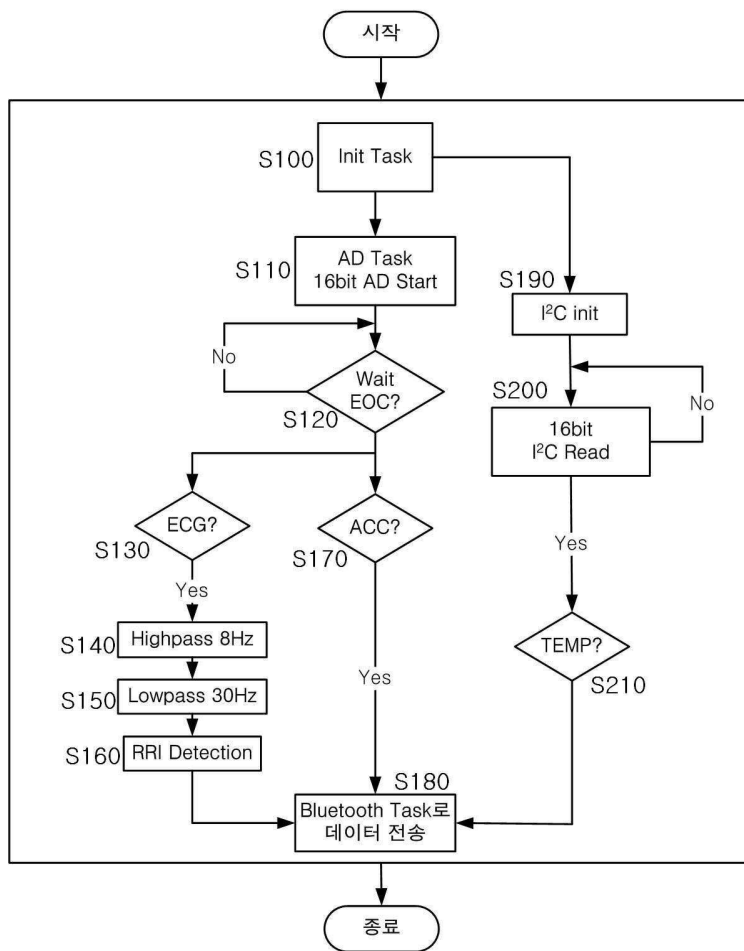 시작
S100
Init Task
S110
AD Task
16bit AD Start
S190
I²C init
No
Wait
EOC?
S120
S200
No
16bit
I²C Read
ECG?
S130
ACC?
S170
Yes
Yes
S140
Highpass 8Hz
TEMP?
S210
S150
Lowpass 30Hz
Yes
S160
RRI Detection
S180
Bluetooth Task로
데이터 전송
종료